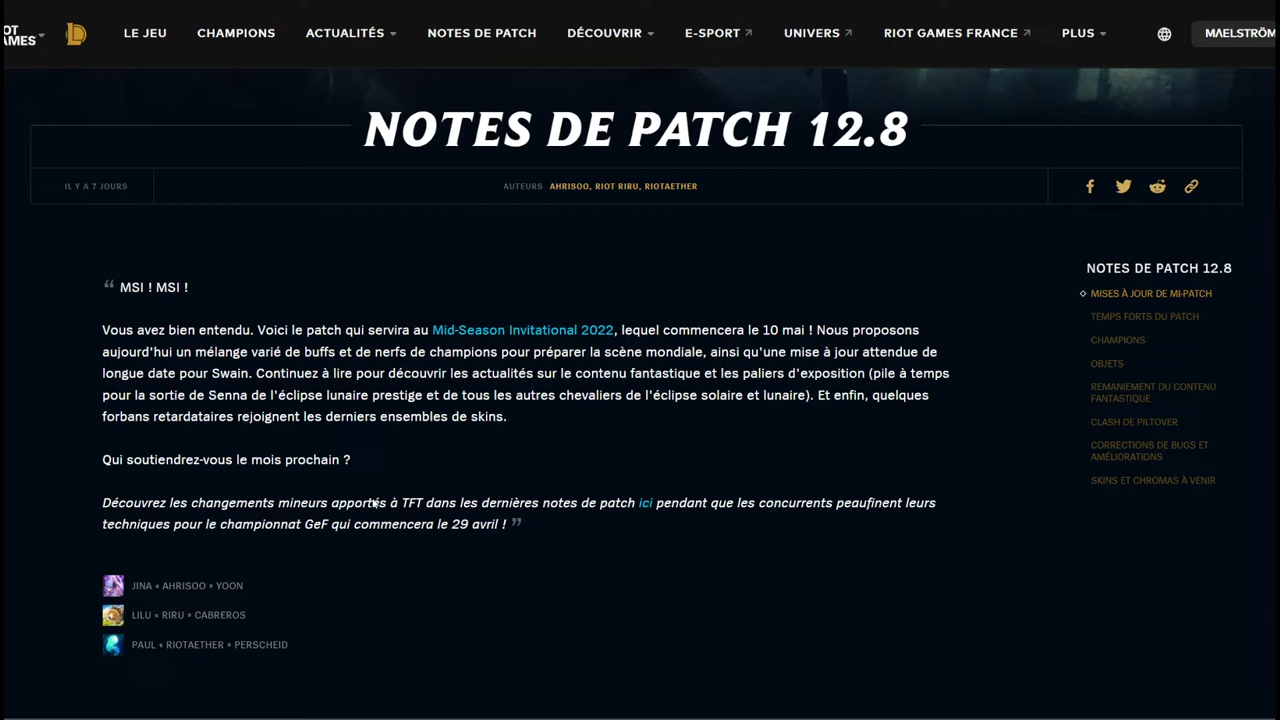 OT
AMES
LE JEU
CHAMPIONS
ACTUALITÉS
NOTES DE PATCH
DÉCOUVRIR
E-SPORT
UNIVERS
RIOT GAMES FRANCE
PLUS
MΛELSTRÖM
NOTES DE PATCH 12.8
IL Y A 7 JOURS
AUTEURS AHRISOO, RIOT RIRU, RIOTAETHER
“ MSI ! MSI !
Vous avez bien entendu. Voici le patch qui servira au Mid-Season Invitational 2022, lequel commencera le 10 mai ! Nous proposons
aujourd'hui un mélange varié de buffs et de nerfs de champions pour préparer la scène mondiale, ainsi qu'une mise à jour attendue de
longue date pour Swain. Continuez à lire pour découvrir les actualités sur le contenu fantastique et les paliers d'exposition (pile à temps
pour la sortie de Senna de l'éclipse lunaire prestige et de tous les autres chevaliers de l'éclipse solaire et lunaire). Et enfin, quelques
forbans retardataires rejoignent les derniers ensembles de skins.
Qui soutiendrez-vous le mois prochain ?
Découvrez les changements mineurs apportés à TFT dans les dernières notes de patch ici pendant que les concurrents peaufinent leurs
techniques pour le championnat GeF qui commencera le 29 avril ! ”
JINA « AHRISOO » YOON
LILU « RIRU » CABREROS
PAUL « RIOTAETHER » PERSCHEID
NOTES DE PATCH 12.8
MISES À JOUR DE MI-PATCH
TEMPS FORTS DU PATCH
CHAMPIONS
OBJETS
REMANIEMENT DU CONTENU
FANTASTIQUE
CLASH DE PILTOVER
CORRECTIONS DE BUGS ET
AMÉLIORATIONS
SKINS ET CHROMAS À VENIR